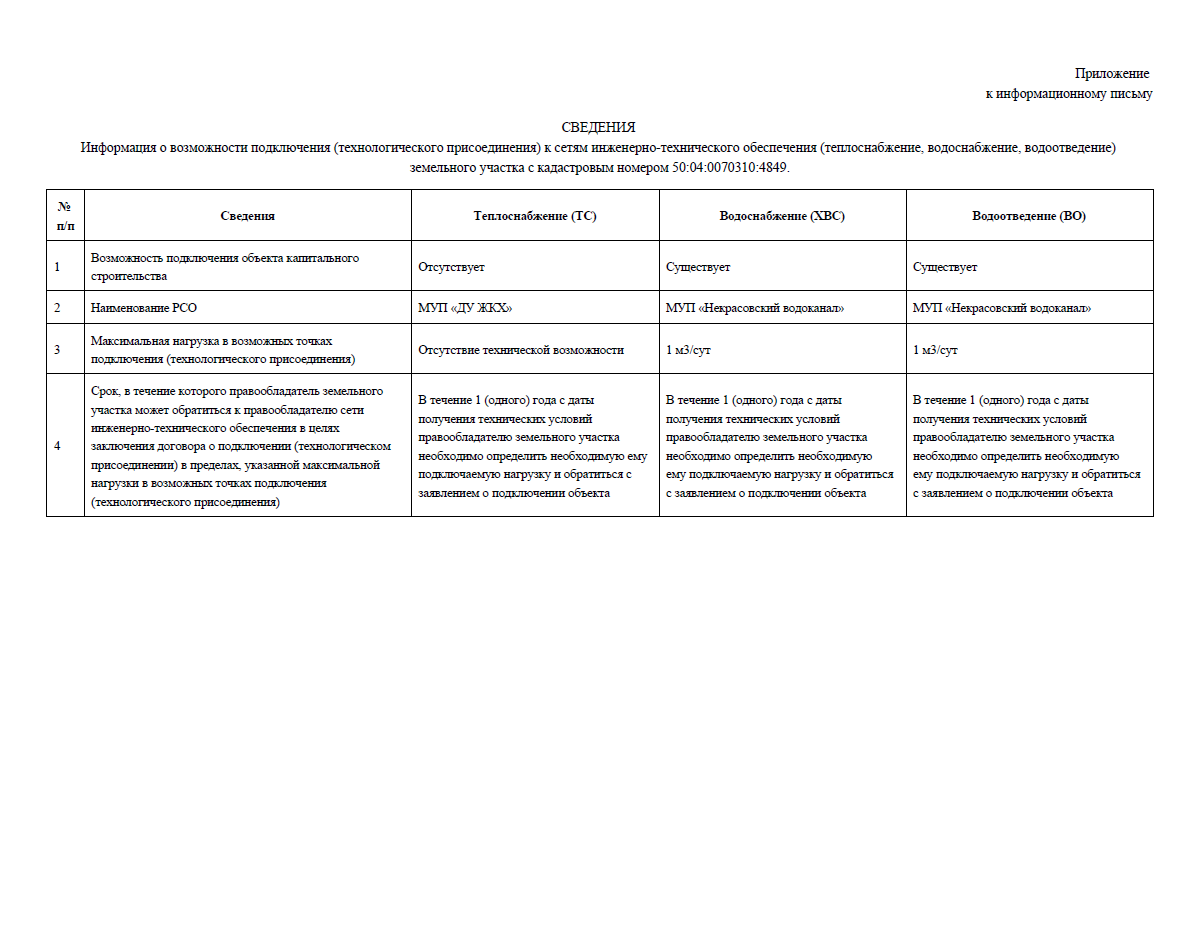 Приложение
к информационному письму
СВЕДЕНИЯ
Информация о возможности подключения (технологического присоединения) к сетям инженерно-технического обеспечения (теплоснабжение, водоснабжение, водоотведение)
земельного участка с кадастровым номером 50:04:0070310:4849.
№
п/п
Сведения
Теплоснабжение (ТС)
Водоснабжение (ХВС)
Водоотведение (ВО)
1
Возможность подключения объекта капитального
строительства
Отсутствует
Существует
Существует
2
Наименование РСО
МУП «ДУ ЖКХ»
МУП «Некрасовский водоканал»
МУП «Некрасовский водоканал»
3
Максимальная нагрузка в возможных точках
подключения (технологического присоединения)
Отсутствие технической возможности
1 м3/сут
1 м3/сут
4
Срок, в течение которого правообладатель земельного
участка может обратиться к правообладателю сети
инженерно-технического обеспечения в целях
заключения договора о подключении (технологическом
присоединении) в пределах, указанной максимальной
нагрузки в возможных точках подключения
(технологического присоединения)
В течение 1 (одного) года с даты
получения технических условий
правообладателю земельного участка
необходимо определить необходимую ему
подключаемую нагрузку и обратиться с
заявлением о подключении объекта
В течение 1 (одного) года с даты
получения технических условий
правообладателю земельного участка
необходимо определить необходимую
ему подключаемую нагрузку и обратиться
с заявлением о подключении объекта
В течение 1 (одного) года с даты
получения технических условий
правообладателю земельного участка
необходимо определить необходимую
ему подключаемую нагрузку и обратиться
с заявлением о подключении объекта